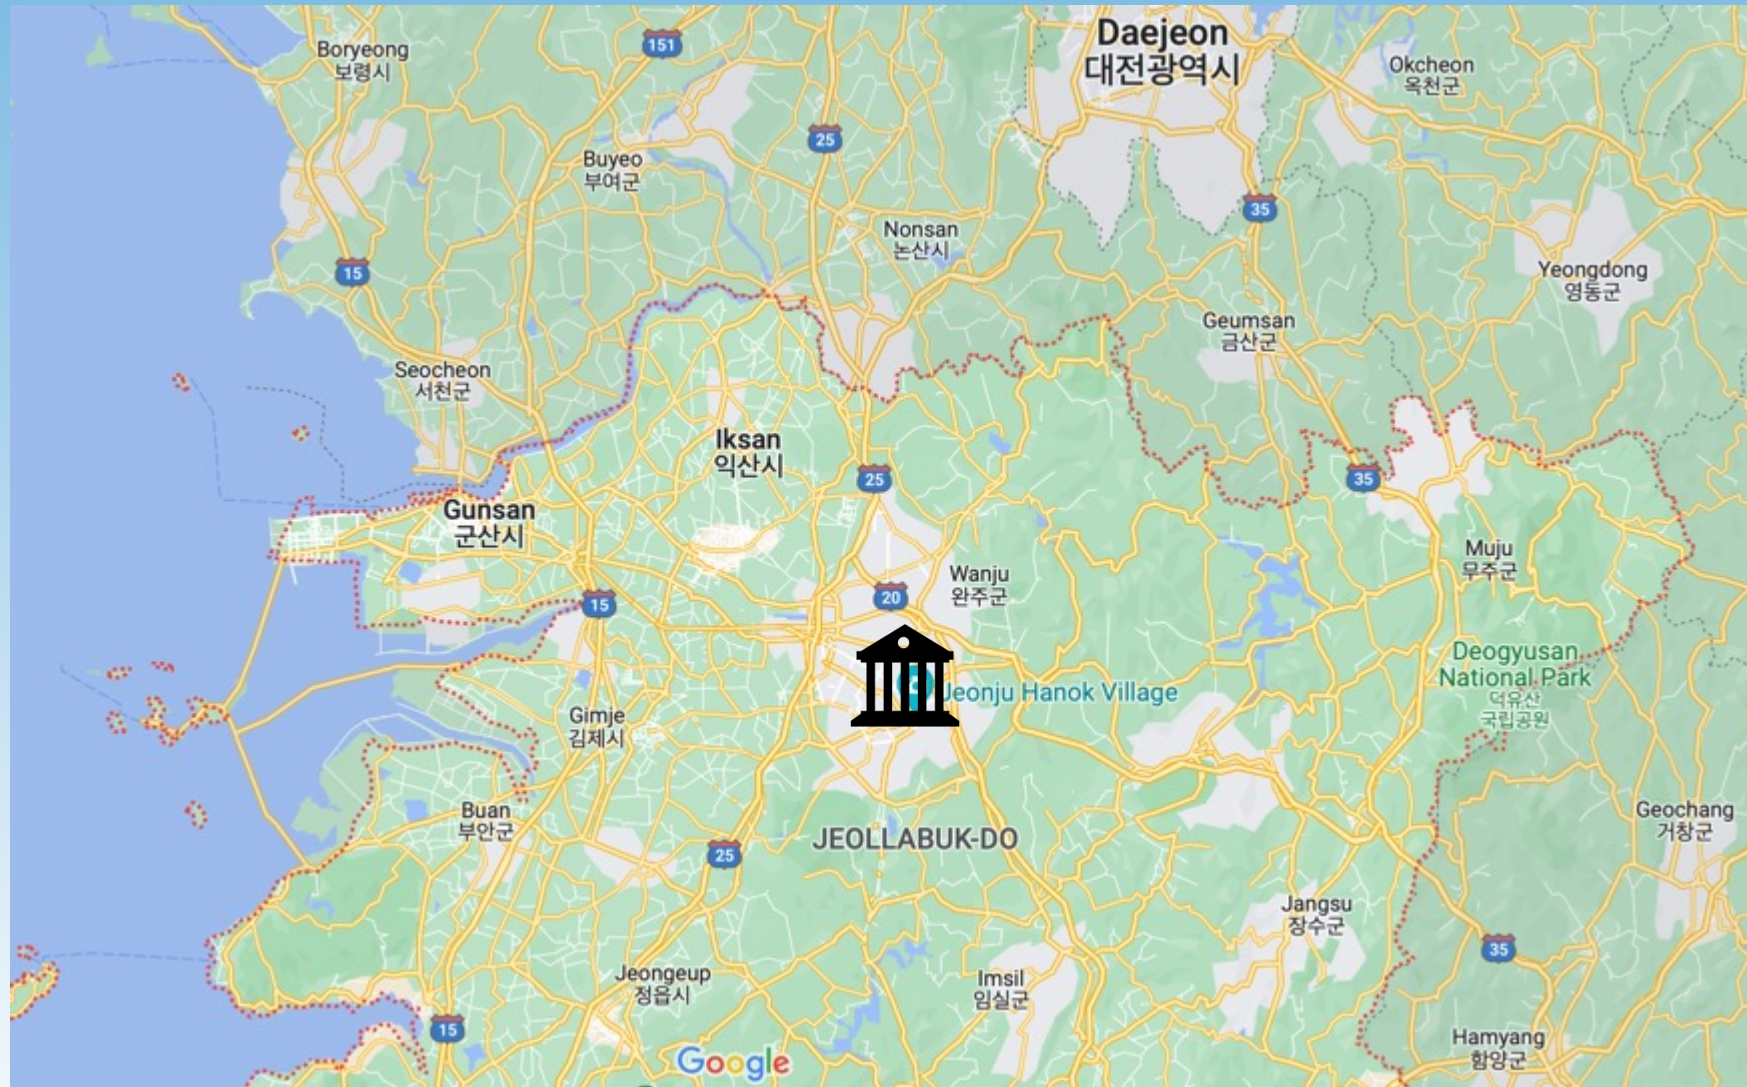 Daejeon
대전광역시
Boryeong
보령시
151
Okcheon
옥천군
25
Buyeo
부여군
35
Nonsan
논산시
15
Yeongdong
영동군
Geumsan
금산군
Seocheon
서천군
Iksan
익산시
25
35
Gunsan
군산시
Muju
무주군
Wanju
완주군
20
15
Deogyusan
National Park
덕유산
국립공원
Jeonju Hanok Village
Gimje
김제시
Buan
부안군
Geochang
거창군
JEOLLABUK-DO
25
Jangsu
장수군
35
Jeongeup
정읍시
Imsil
임실군
15
Hamyang
함양군
Google